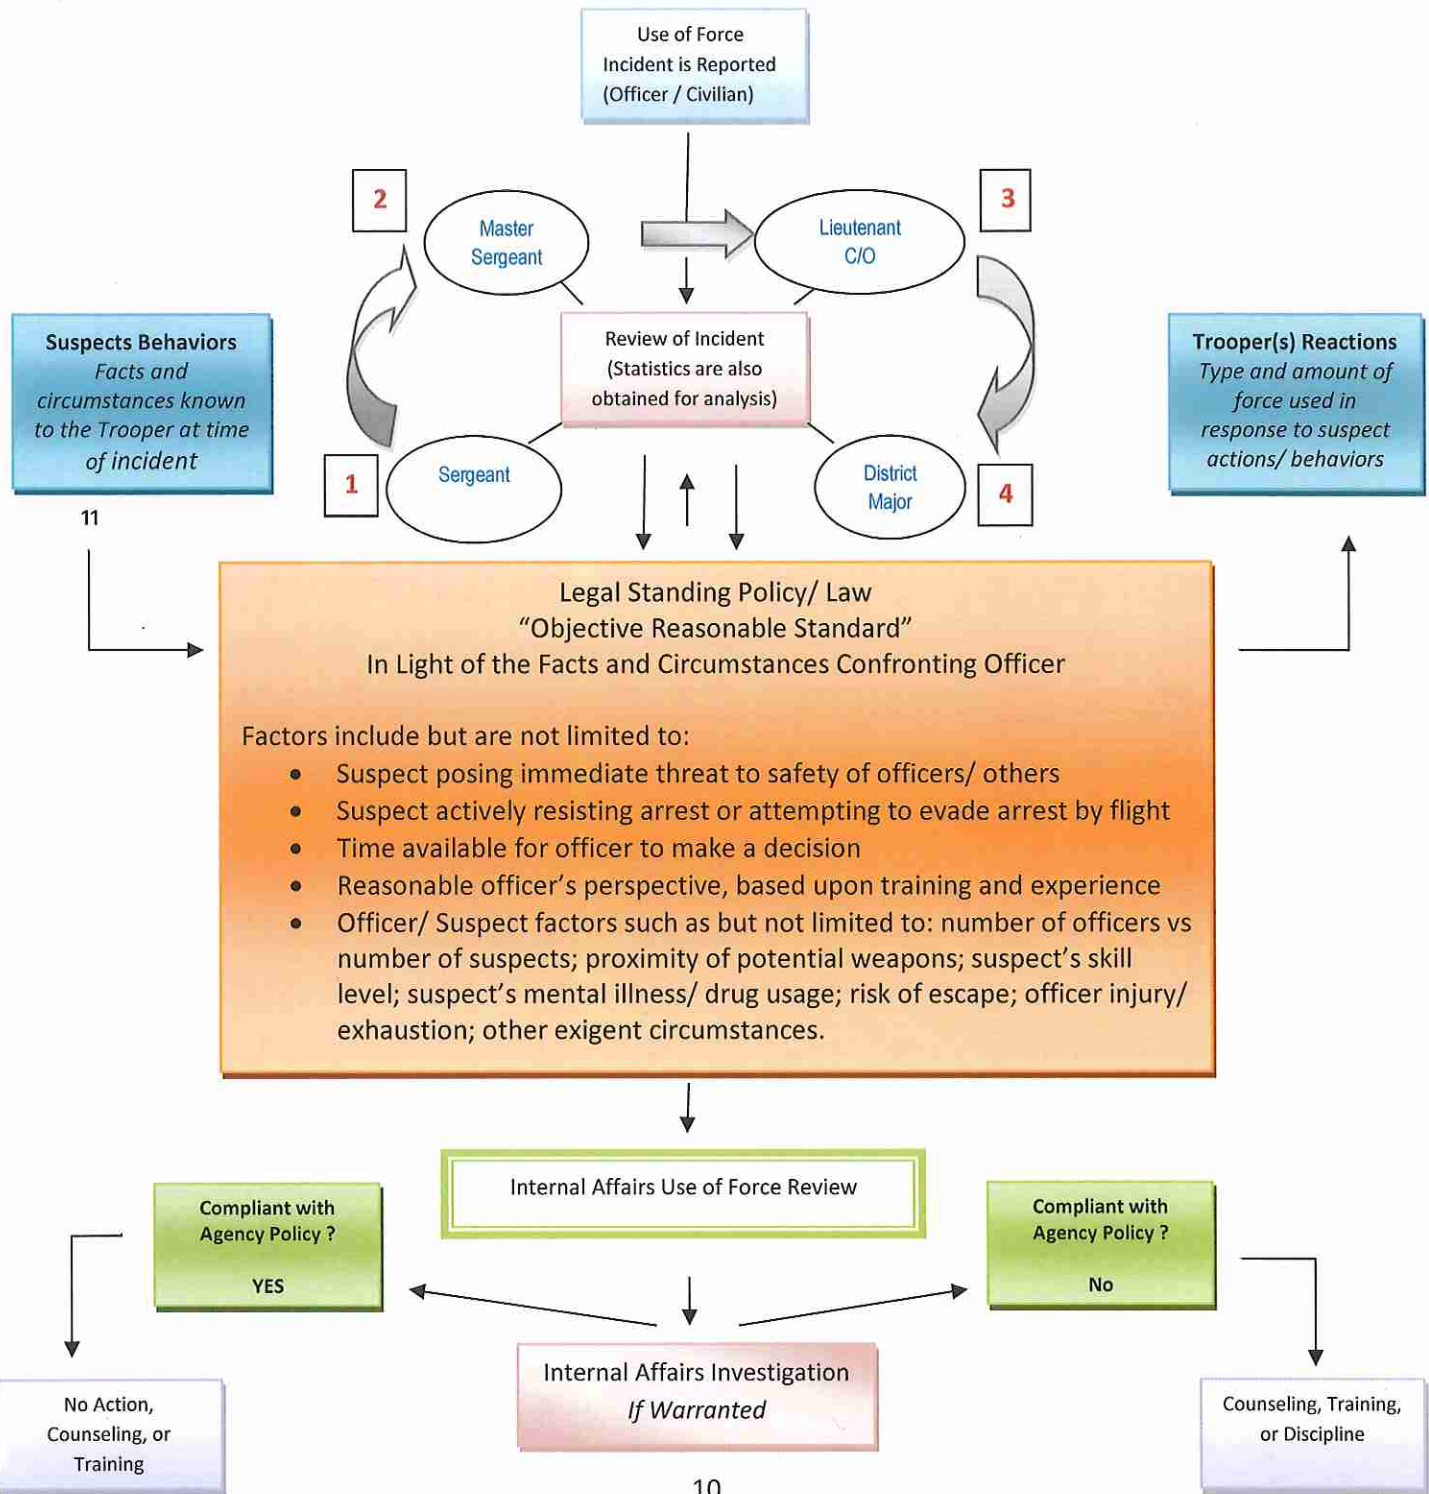 Use of Force
Incident is Reported
(Officer / Civilian)
2
Master
Sergeant
Lieutenant
C/O
3
Suspects Behaviors
Facts and
circumstances known
to the Trooper at time
of incident
11
Review of Incident
(Statistics are also
obtained for analysis)
Trooper(s) Reactions
Type and amount of
force used in
response to suspect
actions/ behaviors
1
Sergeant
District
Major
4
Legal Standing Policy/ Law
“Objective Reasonable Standard”
In Light of the Facts and Circumstances Confronting Officer
Factors include but are not limited to:
• Suspect posing immediate threat to safety of officers/ others
• Suspect actively resisting arrest or attempting to evade arrest by flight
• Time available for officer to make a decision
• Reasonable officer’s perspective, based upon training and experience
• Officer/ Suspect factors such as but not limited to: number of officers vs
number of suspects; proximity of potential weapons; suspect’s skill
level; suspect’s mental illness/ drug usage; risk of escape; officer injury/
exhaustion; other exigent circumstances.
Internal Affairs Use of Force Review
Compliant with
Agency Policy ?
YES
Compliant with
Agency Policy ?
No
Internal Affairs Investigation
If Warranted
No Action,
Counseling, or
Training
Counseling, Training,
or Discipline
10